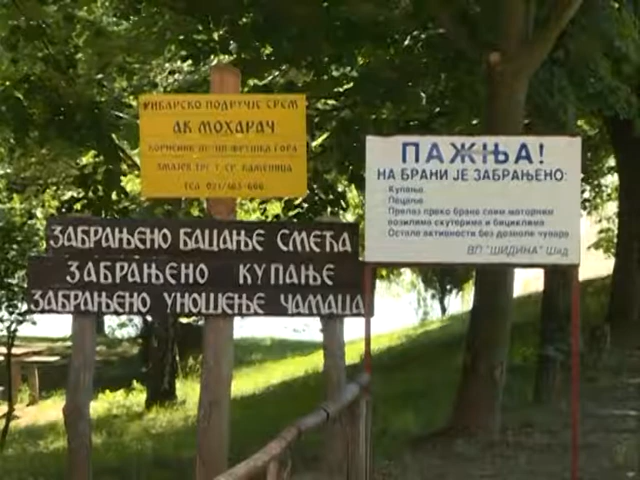 РИБАРСКО ПОДРУЧЈЕ СРЕМ
АК МОХАРАЧ
КОРИСНИК ЈП НП ФРУШКА ГОРА
ЗМАЈЕВ ТРГ 1 СР. КАМЕНИЦА
ТЕЛ. 021/463-666
ЗАБРАЊЕНО БАЦАЊЕ СМЕЋА
ЗАБРАЊЕНО КУПАЊЕ
ЗАБРАЊЕНО УНОШЕЊЕ ЧАМАЦА
ПАЖЊА!
НА БРАНИ ЈЕ ЗАБРАЊЕНО:
Купање
Пецање
Прелаз преко бране свим моторним
возилима скутерима и бициклима
Остале активности без дозволе чувара
ВП "ШИДИНА" Шид